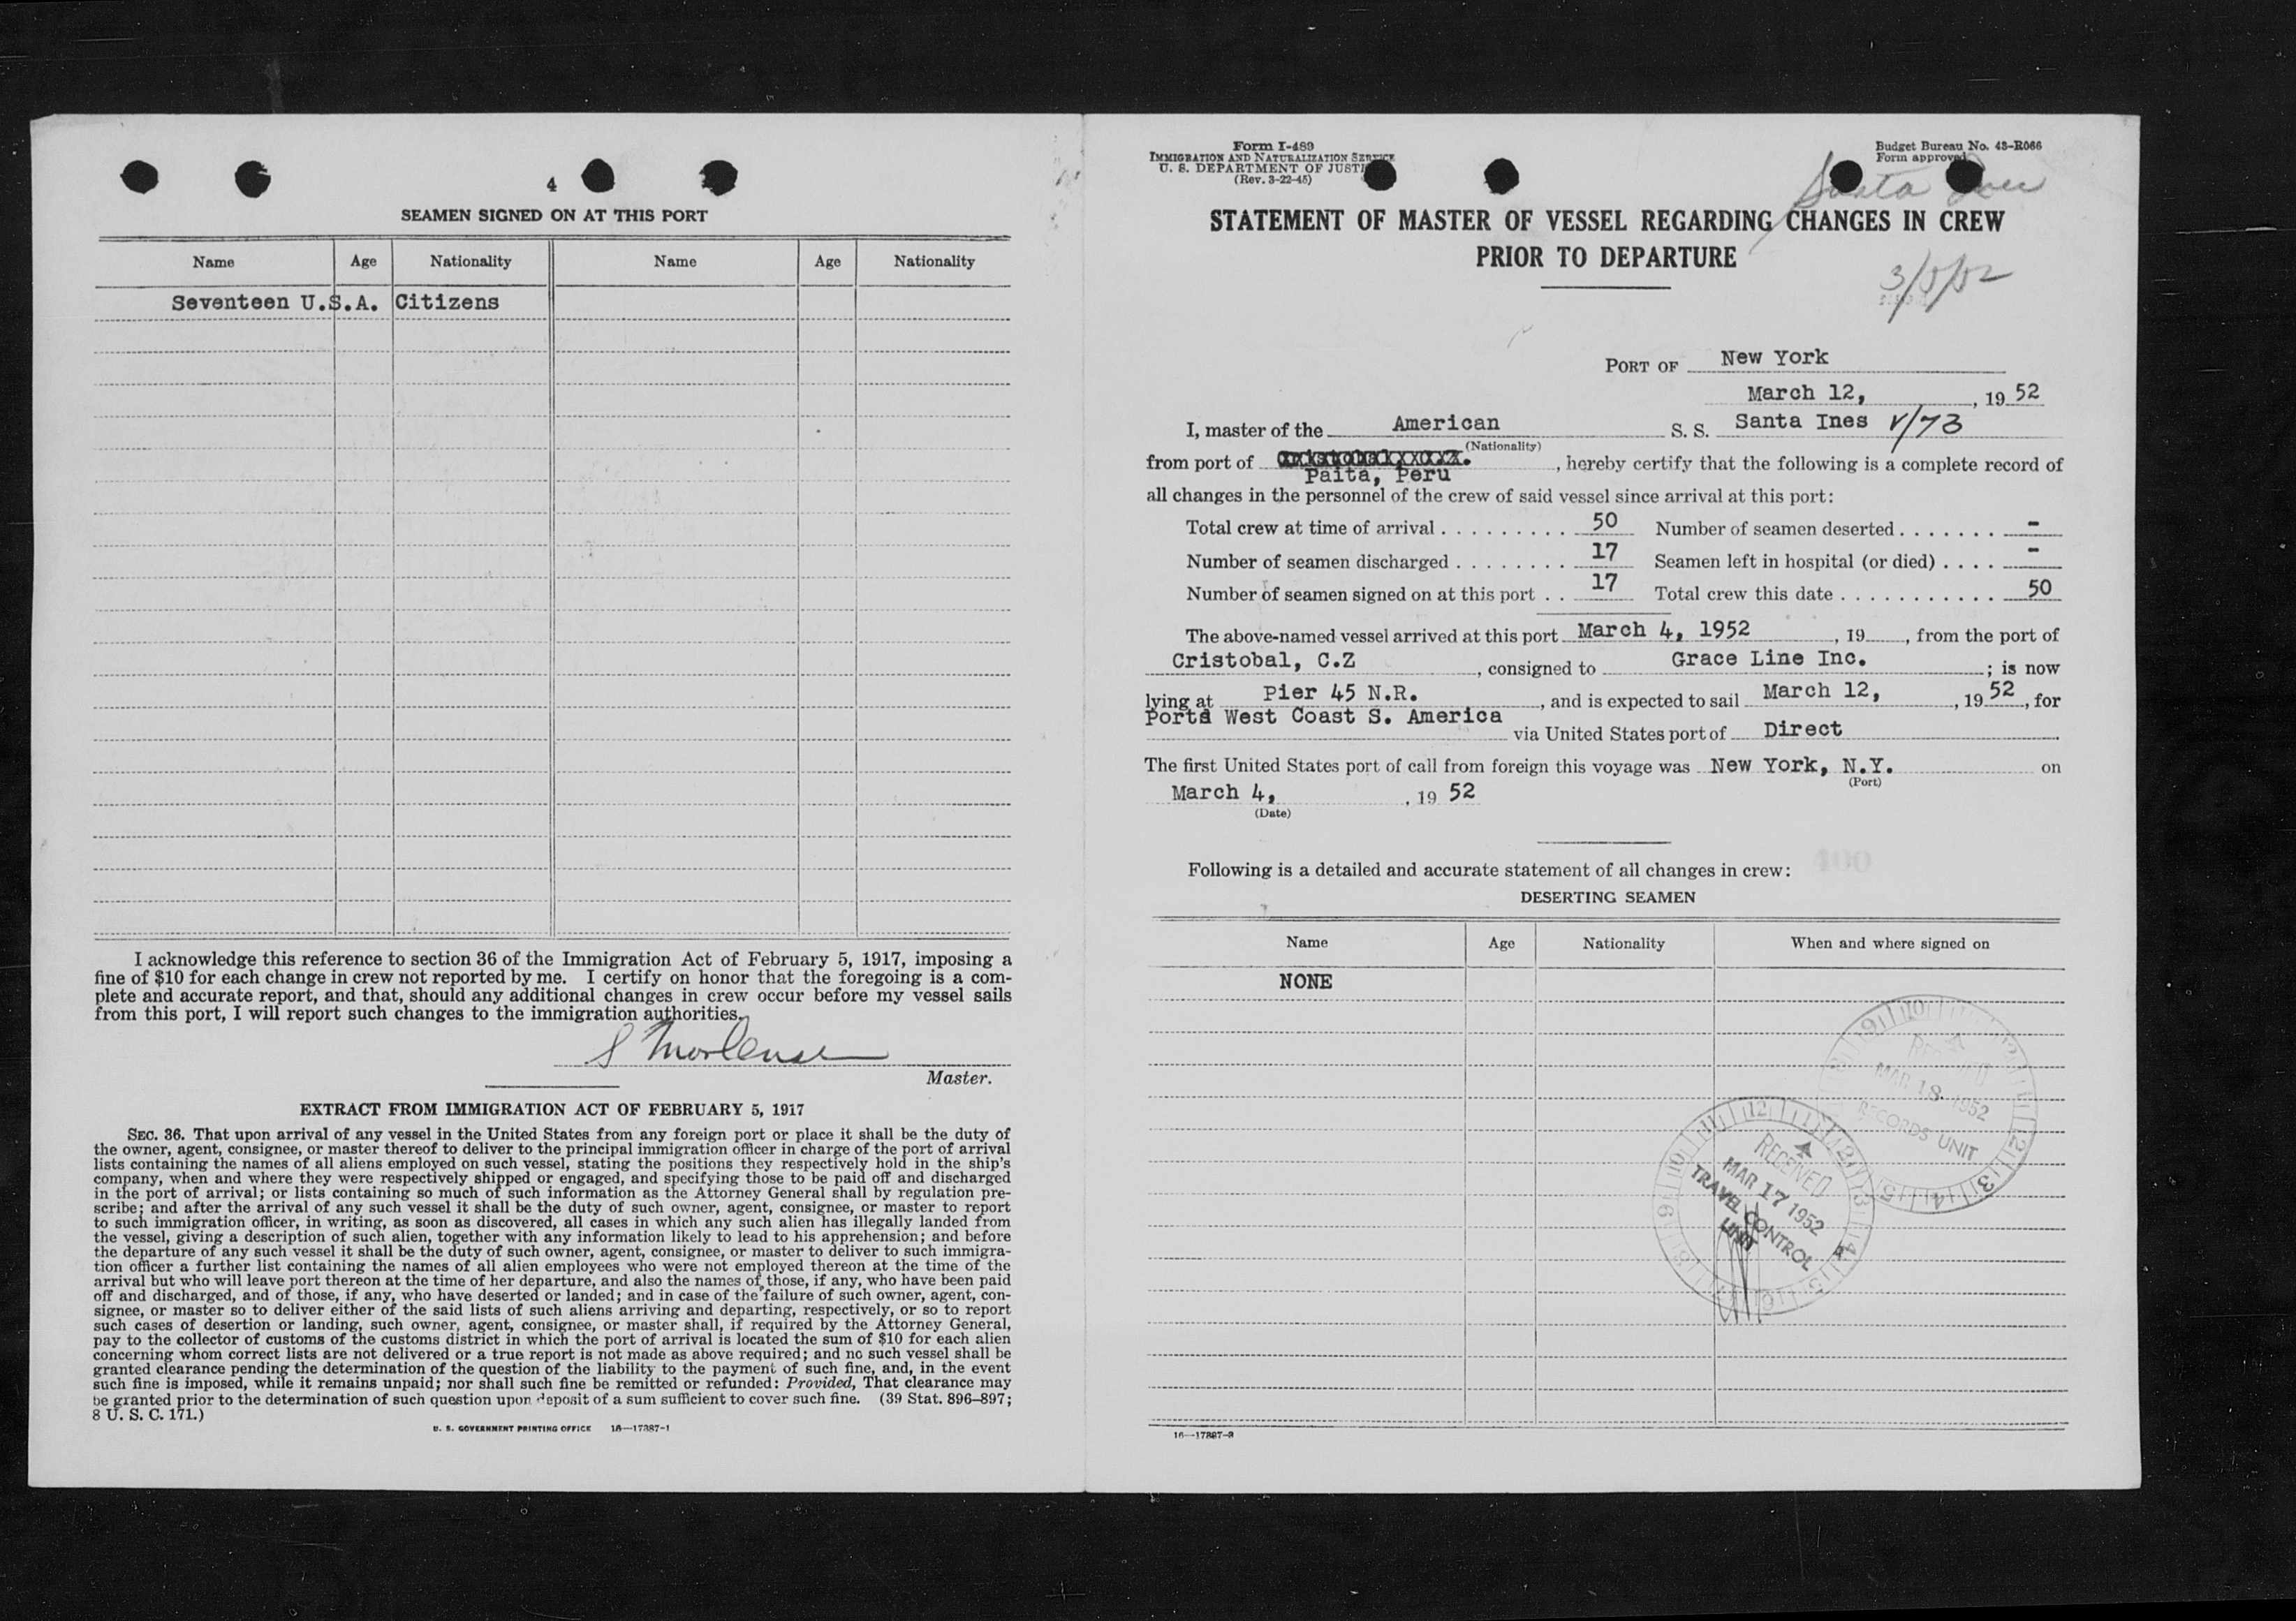 4
SEAMEN SIGNED ON AT THIS PORT
Name Age Nationality Name Age Nationality
Seventeen U.S.A. Citizens
I acknowledge this reference to section 36 of the Immigration Act of February 5, 1917, imposing a
fine of $10 for each change in crew not reported by me. I certify on honor that the foregoing is a com-
plete and accurate report, and that, should any additional changes in crew occur before my vessel sails
from this port, I will report such changes to the immigration authorities.
S Mortensen
Master.
EXTRACT FROM IMMIGRATION ACT OF FEBRUARY 5, 1917
SEC. 36. That upon arrival of any vessel in the United States from any foreign port or place it shall be the duty of
the owner, agent, consignee, or master thereof to deliver to the principal immigration officer in charge of the port of arrival
lists containing the names of all aliens employed on such vessel, stating the positions they respectively hold in the ship's
company, when and where they were respectively shipped or engaged, and specifying those to be paid off and discharged
in the port of arrival; or lists containing so much of such information as the Attorney General shall by regulation pre-
scribe; and after the arrival of any such vessel it shall be the duty of such owner, agent, consignee, or master to report
to such immigration officer, in writing, as soon as discovered, all cases in which any such alien has illegally landed from
the vessel, giving a description of such alien, together with any information likely to lead to his apprehension; and before
the departure of any such vessel it shall be the duty of such owner, agent, consignee, or master to deliver to such immigra-
tion officer a further list containing the names of all alien employees who were not employed thereon at the time of the
arrival but who will leave port thereon at the time of her departure, and also the names of those, if any, who have been paid
off and discharged, and of those, if any, who have deserted or landed; and in case of the failure of such owner, agent, con-
signee, or master so to deliver either of the said lists of such aliens arriving and departing, respectively, or so to report
such cases of desertion or landing, such owner, agent, consignee, or master shall, if required by the Attorney General,
pay to the collector of customs of the customs district in which the port of arrival is located the sum of $10 for each alien
concerning whom correct lists are not delivered or a true report is not made as above required; and no such vessel shall be
granted clearance pending the determination of the question of the liability to the payment of such fine, and, in the event
such fine is imposed, while it remains unpaid; nor shall such fine be remitted or refunded: Provided, That clearance may
be granted prior to the determination of such question upon deposit of a sum sufficient to cover such fine. (39 Stat. 896–897;
8 U. S. C. 171.)
U. S. GOVERNMENT PRINTING OFFICE 16—17887-1
Form I-489
IMMIGRATION AND NATURALIZATION SERVICE
U. S. DEPARTMENT OF JUSTI
(Rev. 3-22-45)
Budget Bureau No. 43-R066
Form approved
Santa Ines
STATEMENT OF MASTER OF VESSEL REGARDING CHANGES IN CREW
PRIOR TO DEPARTURE
3/5/52
PORT OF New York
March 12, , 19 52
I, master of the American S. S. Santa Ines V/73
(Nationality)
from port of Paita, Peru , hereby certify that the following is a complete record of
all changes in the personnel of the crew of said vessel since arrival at this port:
Total crew at time of arrival . . . . . . . . . 50 Number of seamen deserted . . . . . . . -
Number of seamen discharged . . . . . . . . 17 Seamen left in hospital (or died) . . . . -
Number of seamen signed on at this port . . 17 Total crew this date . . . . . . . . . . . . 50
The above-named vessel arrived at this port March 4, 1952 , 19 , from the port of
Cristobal, C.Z , consigned to Grace Line Inc. ; is now
lying at Pier 45 N.R. , and is expected to sail March 12, , 19 52 , for
Ports West Coast S. America via United States port of Direct
The first United States port of call from foreign this voyage was New York, N.Y. on
(Port)
March 4, , 19 52
(Date)
400
Following is a detailed and accurate statement of all changes in crew:
DESERTING SEAMEN
Name Age Nationality When and where signed on
NONE
RECEIVED
MAR 18 1952
RECORDS UNIT
RECEIVED
MAR 17 1952
TRAVEL CONTROL
UNIT
16—17887-3